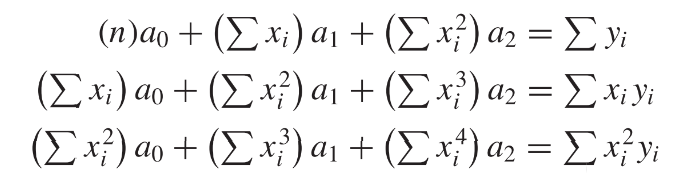 (n)a₀ + (∑ xᵢ) a₁ + (∑ xᵢ²) a₂ = ∑ yᵢ
(∑ xᵢ) a₀ + (∑ xᵢ²) a₁ + (∑ xᵢ³) a₂ = ∑ xᵢyᵢ
(∑ xᵢ²) a₀ + (∑ xᵢ³) a₁ + (∑ xᵢ⁴) a₂ = ∑ xᵢ²yᵢ